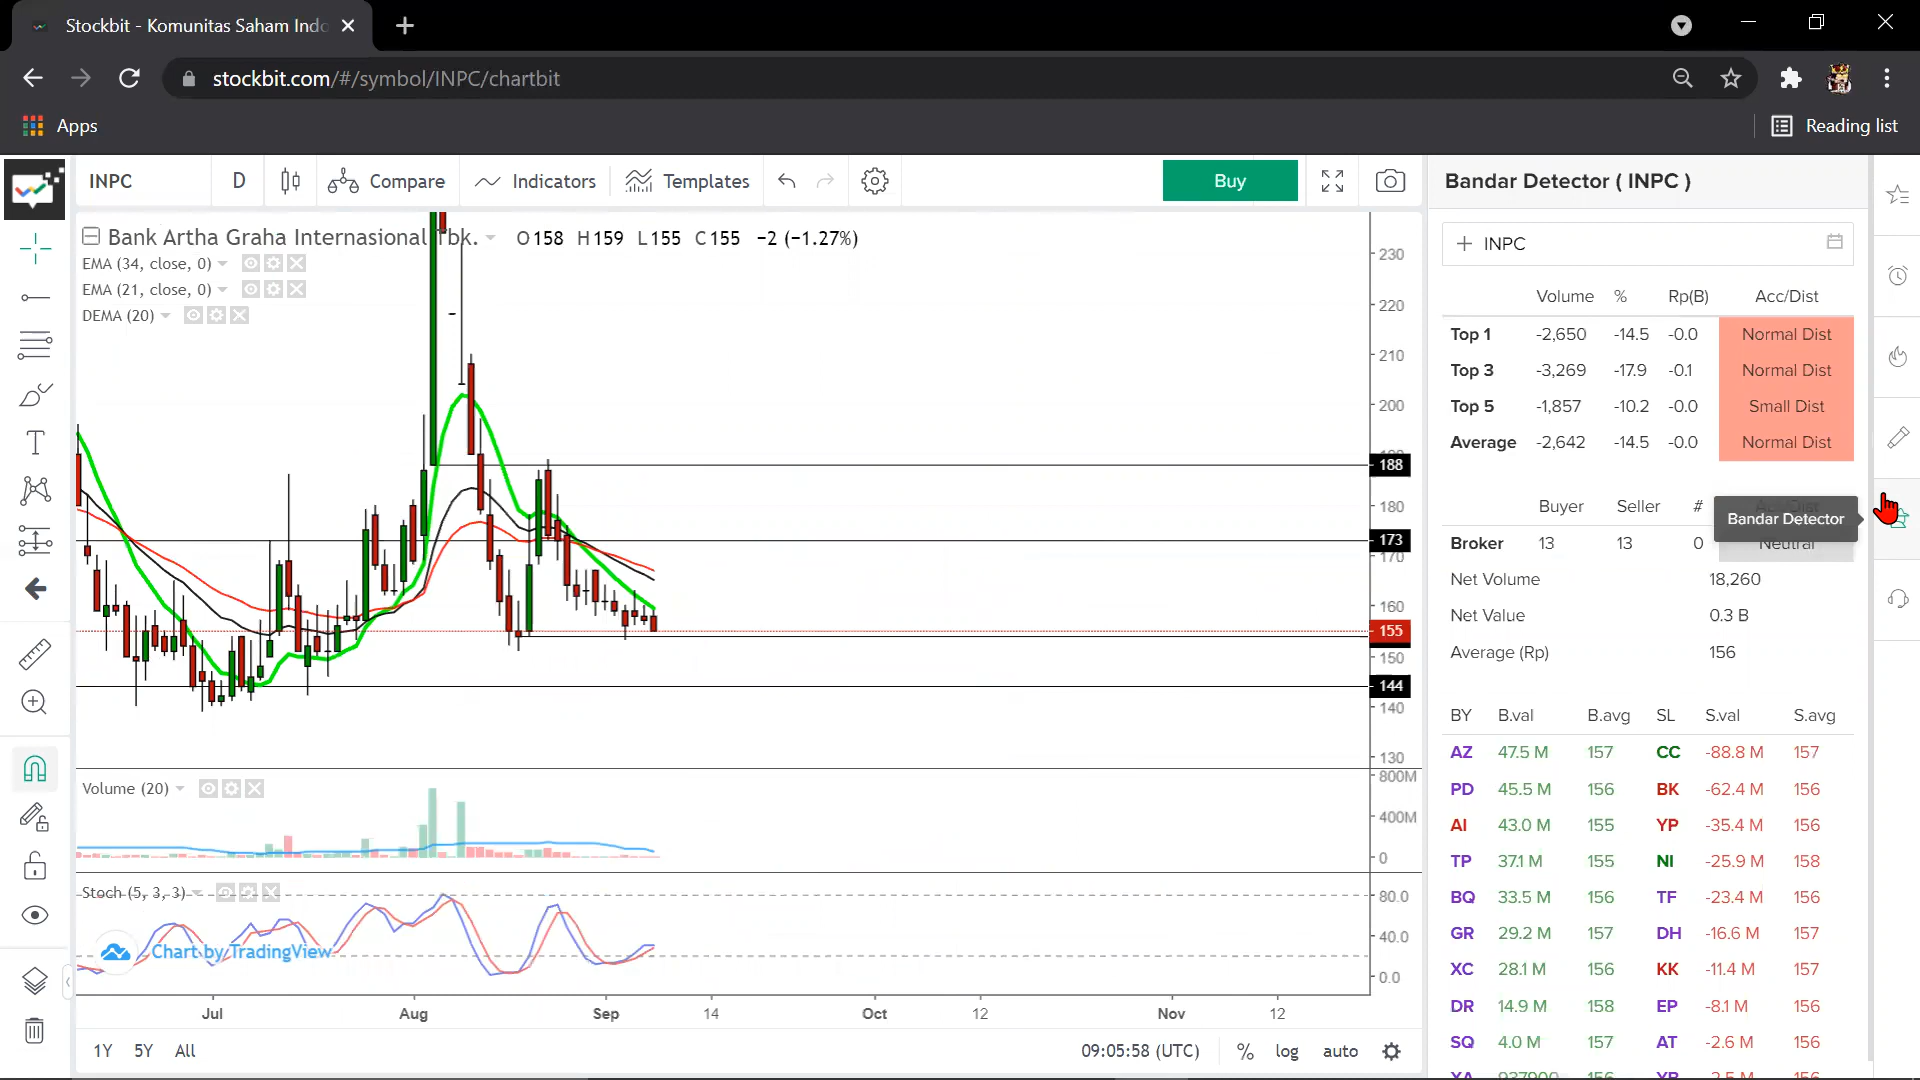 Stockbit - Komunitas Saham Indo
stockbit.com/#/symbol/INPC/chartbit
Apps
Reading list
INPC
D
Compare
Indicators
Templates
Buy
Bank Artha Graha Internasional Tbk. O158 H159 L155 C155 -2 (-1.27%)
EMA (34, close, 0)
EMA (21, close, 0)
DEMA (20)
230
220
210
200
188
180
173
170
160
155
150
144
140
130
Volume (20)
800M
400M
0
Stoch (5, 3, 3)
80.0
40.0
0.0
Chart by TradingView
Jul Aug Sep 14 Oct 12 Nov 12
1Y 5Y All
09:05:58 (UTC) % log auto
Bandar Detector ( INPC )
INPC
Volume % Rp(B) Acc/Dist
Top 1 -2,650 -14.5 -0.0 Normal Dist
Top 3 -3,269 -17.9 -0.1 Normal Dist
Top 5 -1,857 -10.2 -0.0 Small Dist
Average -2,642 -14.5 -0.0 Normal Dist
Buyer Seller #
Bandar Detector
Broker 13 13 0 Neutral
Net Volume 18,260
Net Value 0.3 B
Average (Rp) 156
BY B.val B.avg SL S.val S.avg
AZ 47.5 M 157 CC -88.8 M 157
PD 45.5 M 156 BK -62.4 M 156
AI 43.0 M 155 YP -35.4 M 156
TP 37.1 M 155 NI -25.9 M 158
BQ 33.5 M 156 TF -23.4 M 156
GR 29.2 M 157 DH -16.6 M 157
XC 28.1 M 156 KK -11.4 M 157
DR 14.9 M 158 EP -8.1 M 156
SQ 4.0 M 157 AT -2.6 M 156